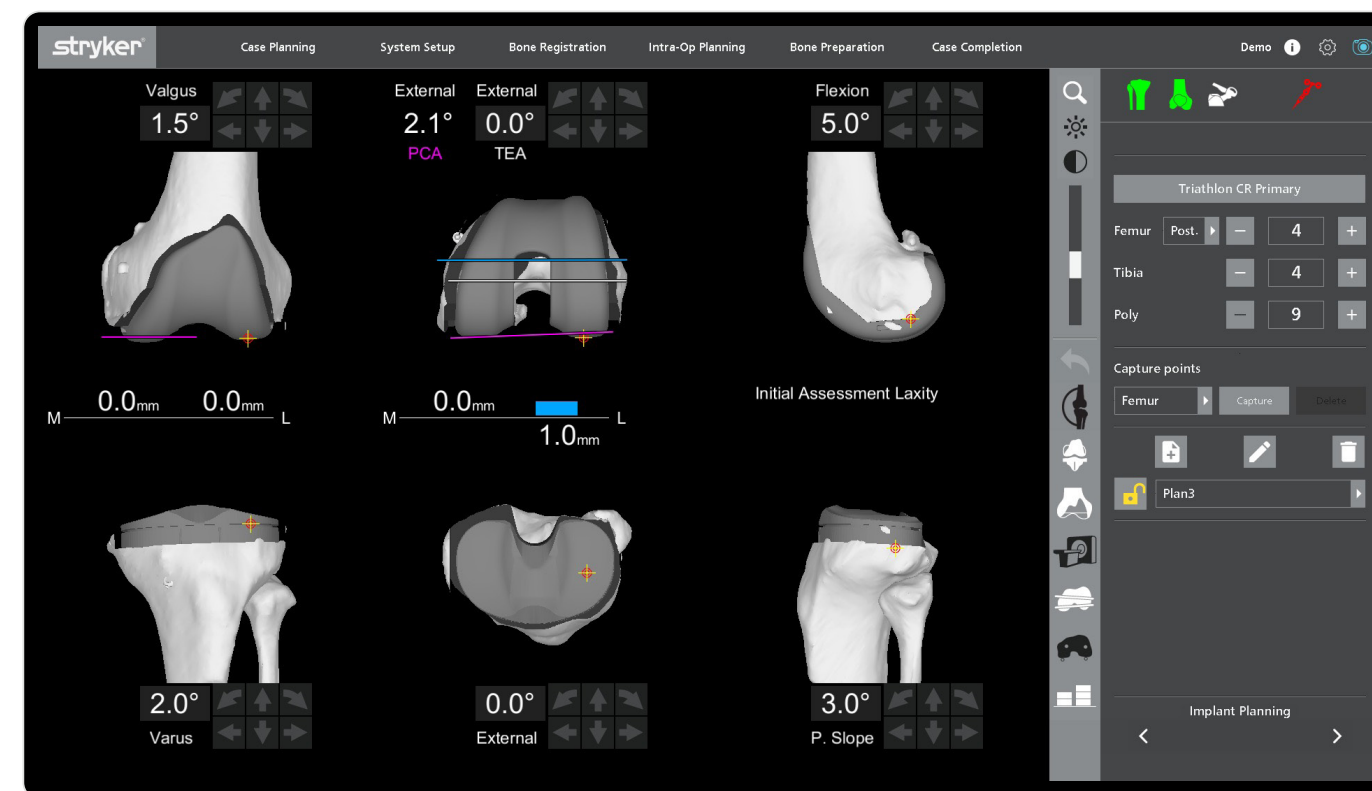 stryker®
Case Planning
System Setup
Bone Registration
Intra-Op Planning
Bone Preparation
Case Completion
Demo
Valgus
1.5°
External
2.1°
PCA
External
0.0°
TEA
Flexion
5.0°
M 0.0mm 0.0mm L
M 0.0mm 1.0mm L
Initial Assessment Laxity
2.0°
Varus
0.0°
External
3.0°
P. Slope
Triathlon CR Primary
Femur Post. 4
Tibia 4
Poly 9
Capture points
Femur Capture Delete
Plan3
Implant Planning